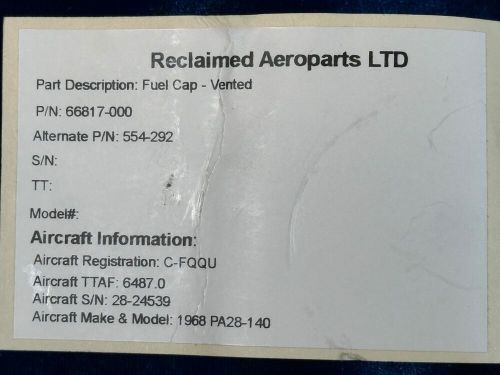 Reclaimed Aeroparts LTD
Part Description: Fuel Cap - Vented
P/N: 66817-000
Alternate P/N: 554-292
S/N:
TT:
Model#:
Aircraft Information:
Aircraft Registration: C-FQQU
Aircraft TTAF: 6487.0
Aircraft S/N: 28-24539
Aircraft Make & Model: 1968 PA28-140